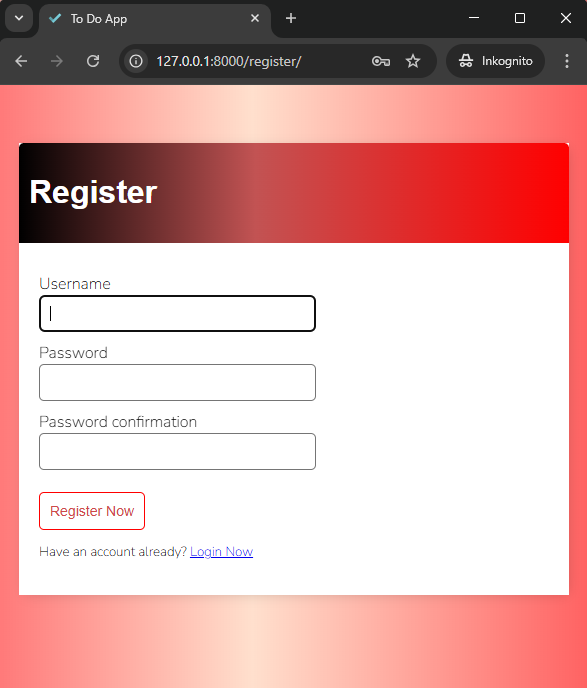 To Do App
127.0.0.1:8000/register/
Inkognito
Register
Username
Password
Password confirmation
Register Now
Have an account already? Login Now